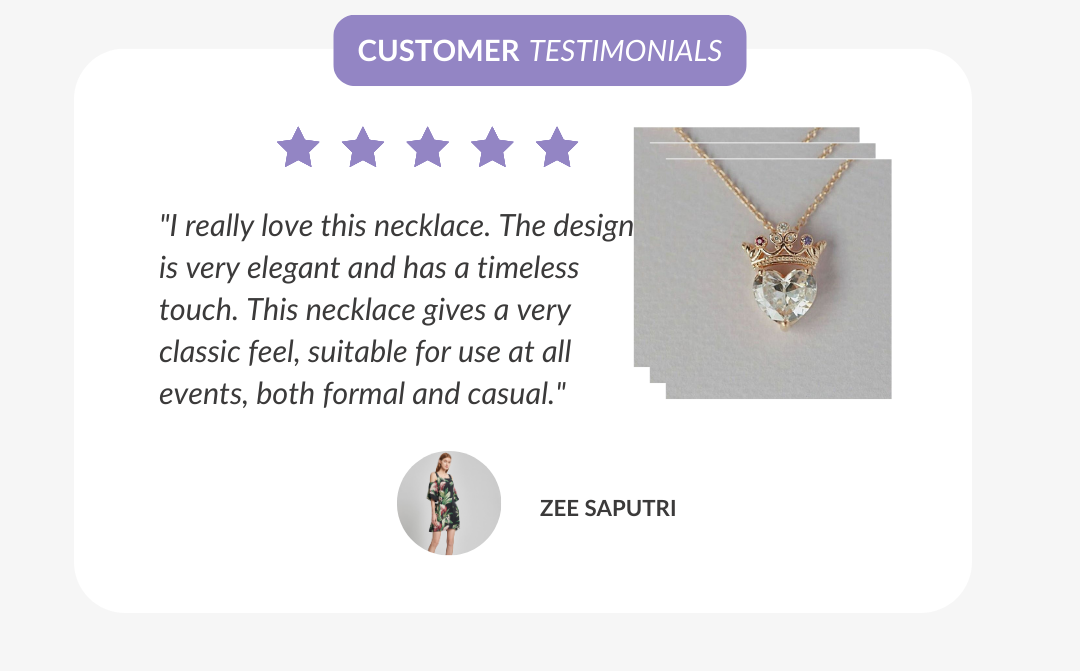 CUSTOMER TESTIMONIALS
"I really love this necklace. The design
is very elegant and has a timeless
touch. This necklace gives a very
classic feel, suitable for use at all
events, both formal and casual."
ZEE SAPUTRI